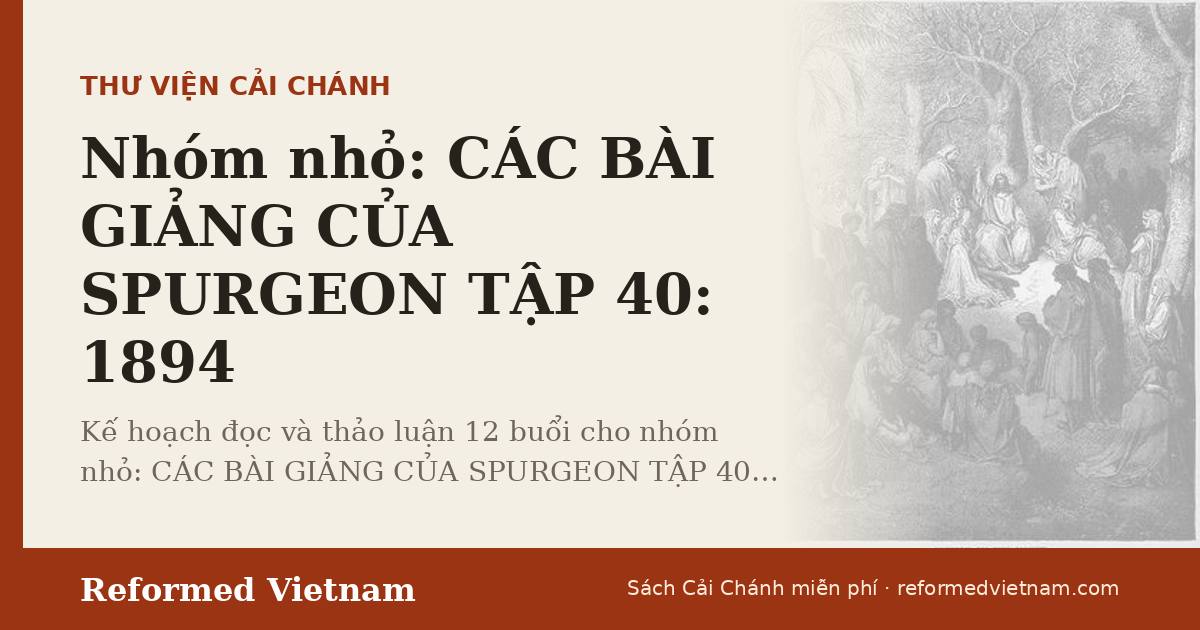 THƯ VIỆN CẢI CHÁNH
Nhóm nhỏ: CÁC BÀI
GIẢNG CỦA
SPURGEON TẬP 40:
1894
Kế hoạch đọc và thảo luận 12 buổi cho nhóm
nhỏ: CÁC BÀI GIẢNG CỦA SPURGEON TẬP 40…
Reformed Vietnam
Sách Cải Chánh miễn phí · reformedvietnam.com